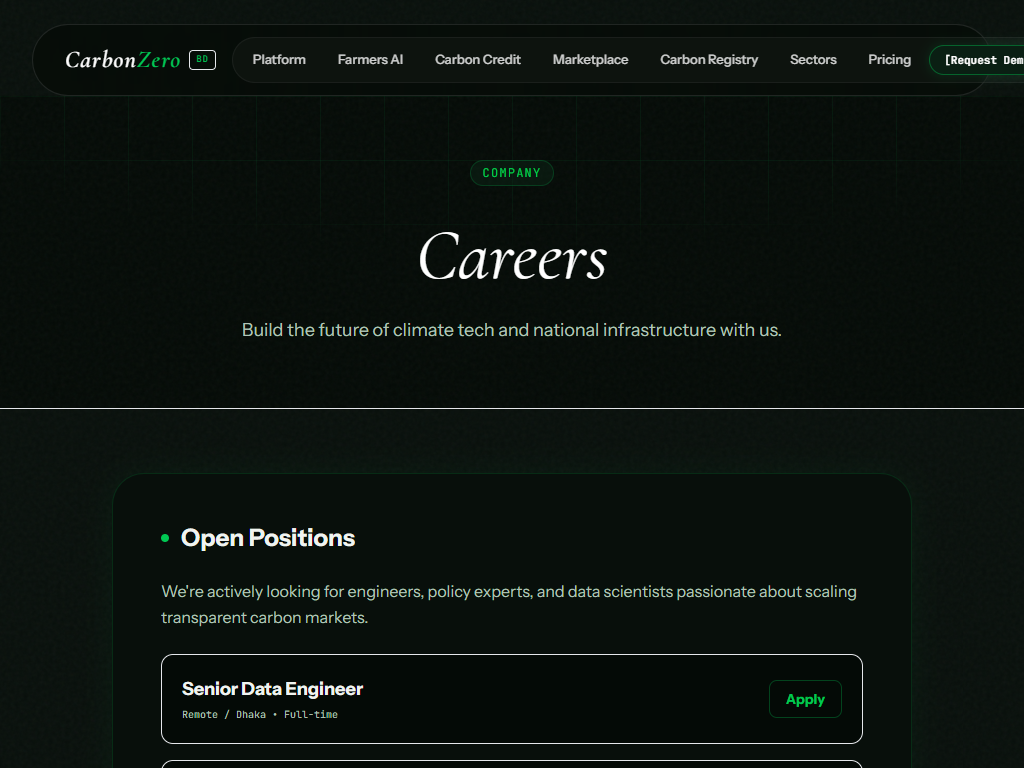 CarbonZero BD Platform Farmers AI Carbon Credit Marketplace Carbon Registry Sectors Pricing [Request Dem
COMPANY
Careers
Build the future of climate tech and national infrastructure with us.
Open Positions
We're actively looking for engineers, policy experts, and data scientists passionate about scaling
transparent carbon markets.
Senior Data Engineer
Remote / Dhaka • Full-time
Apply